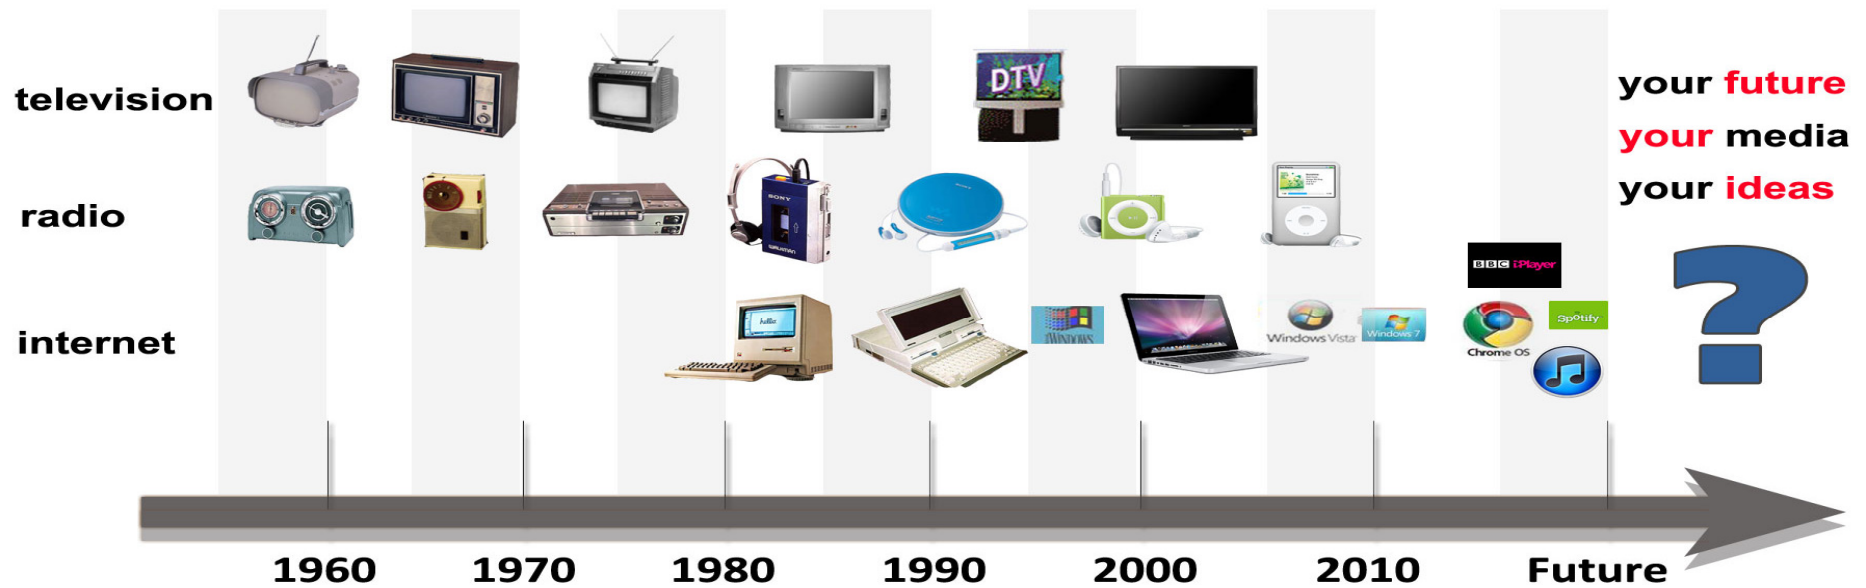 television
DTV
your future
your media
your ideas
radio
SONY
WALKMAN
SONY
BBC iPlayer
internet
hello
WINDOWS
Windows Vista
Windows 7
Chrome OS
Spotify
1960
1970
1980
1990
2000
2010
Future